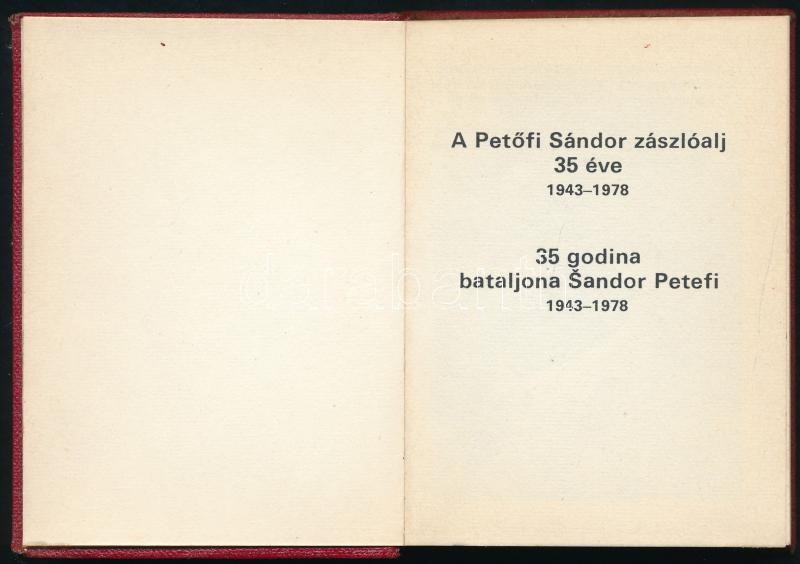 A Petőfi Sándor zászlóalj
35 éve
1943–1978
35 godina
bataljona Šandor Petefi
1943–1978